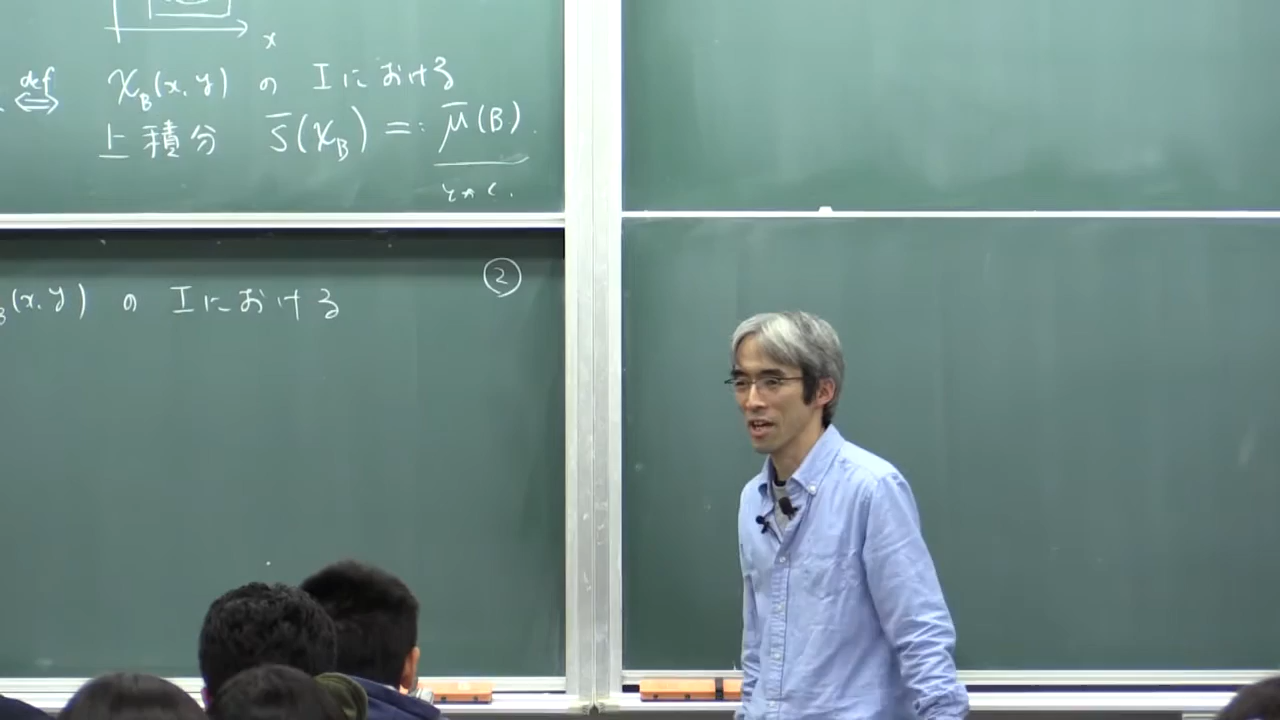 x
def ⟺ χ_B(x, y) の I における
上積分 S̄(χ_B) =: μ̄(B).
とおく.
②
_B(x, y) の I における